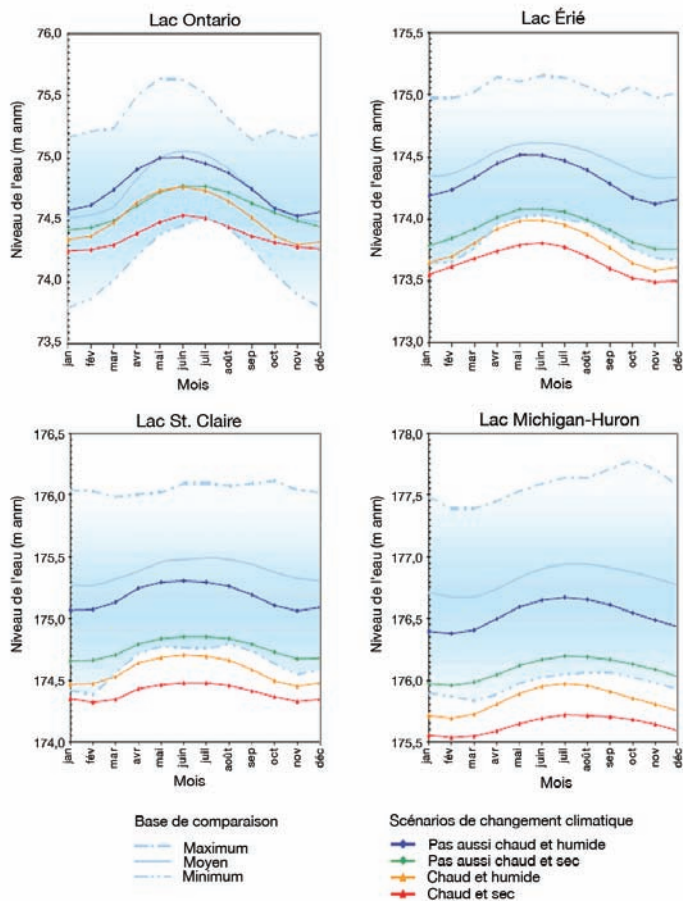 Lac Ontario
76,0
75,5
75,0
74,5
74,0
73,5
Niveau de l'eau (m anm)
jan
fév
mar
avr
mai
juin
juil
août
sep
oct
nov
déc
Mois
Lac Érié
175,5
175,0
174,5
174,0
173,5
173,0
Niveau de l'eau (m anm)
jan
fév
mar
avr
mai
juin
juil
août
sep
oct
nov
déc
Mois
Lac St. Claire
176,5
176,0
175,5
175,0
174,5
174,0
Niveau de l'eau (m anm)
jan
fév
mar
avr
mai
juin
juil
août
sep
oct
nov
déc
Mois
Lac Michigan-Huron
178,0
177,5
177,0
176,5
176,0
175,5
Niveau de l'eau (m anm)
jan
fév
mar
avr
mai
juin
juil
août
sep
oct
nov
déc
Mois
Base de comparaison
Maximum
Moyen
Minimum
Scénarios de changement climatique
Pas aussi chaud et humide
Pas aussi chaud et sec
Chaud et humide
Chaud et sec